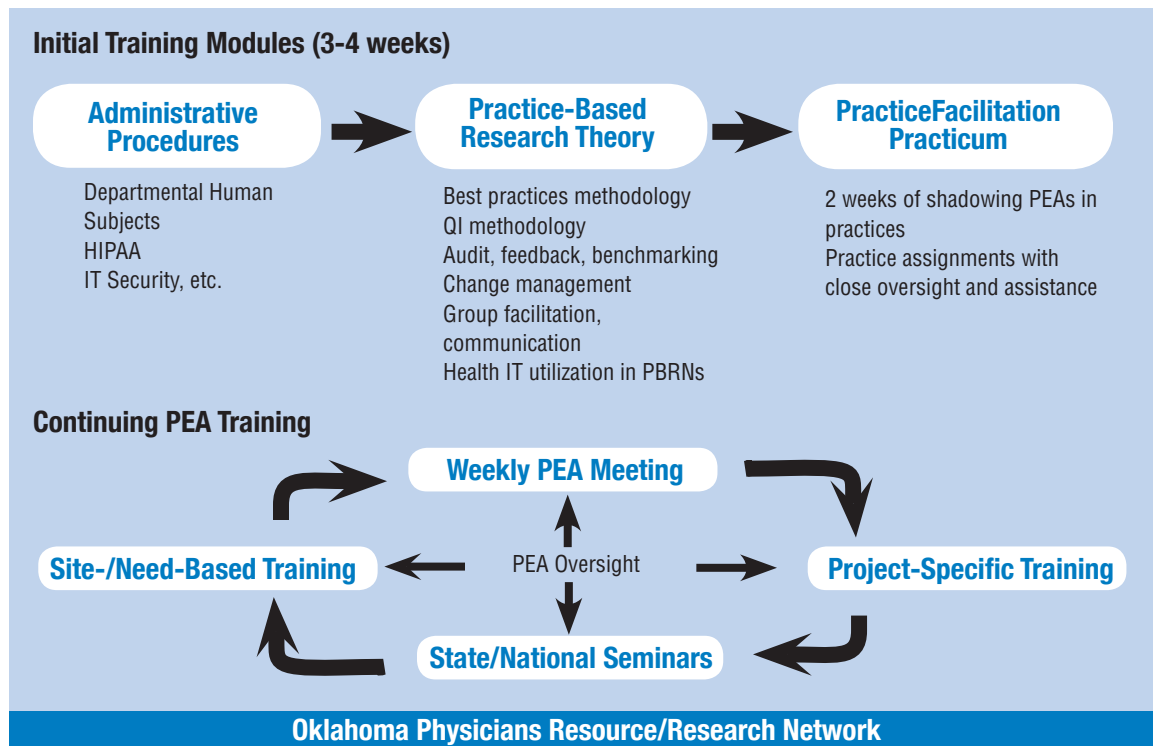 Initial Training Modules (3-4 weeks)
Administrative
Procedures
Departmental Human
Subjects
HIPAA
IT Security, etc.
Practice-Based
Research Theory
Best practices methodology
QI methodology
Audit, feedback, benchmarking
Change management
Group facilitation,
communication
Health IT utilization in PBRNs
PracticeFacilitation
Practicum
2 weeks of shadowing PEAs in
practices
Practice assignments with
close oversight and assistance
Continuing PEA Training
Weekly PEA Meeting
Site-/Need-Based Training
PEA Oversight
Project-Specific Training
State/National Seminars
Oklahoma Physicians Resource/Research Network